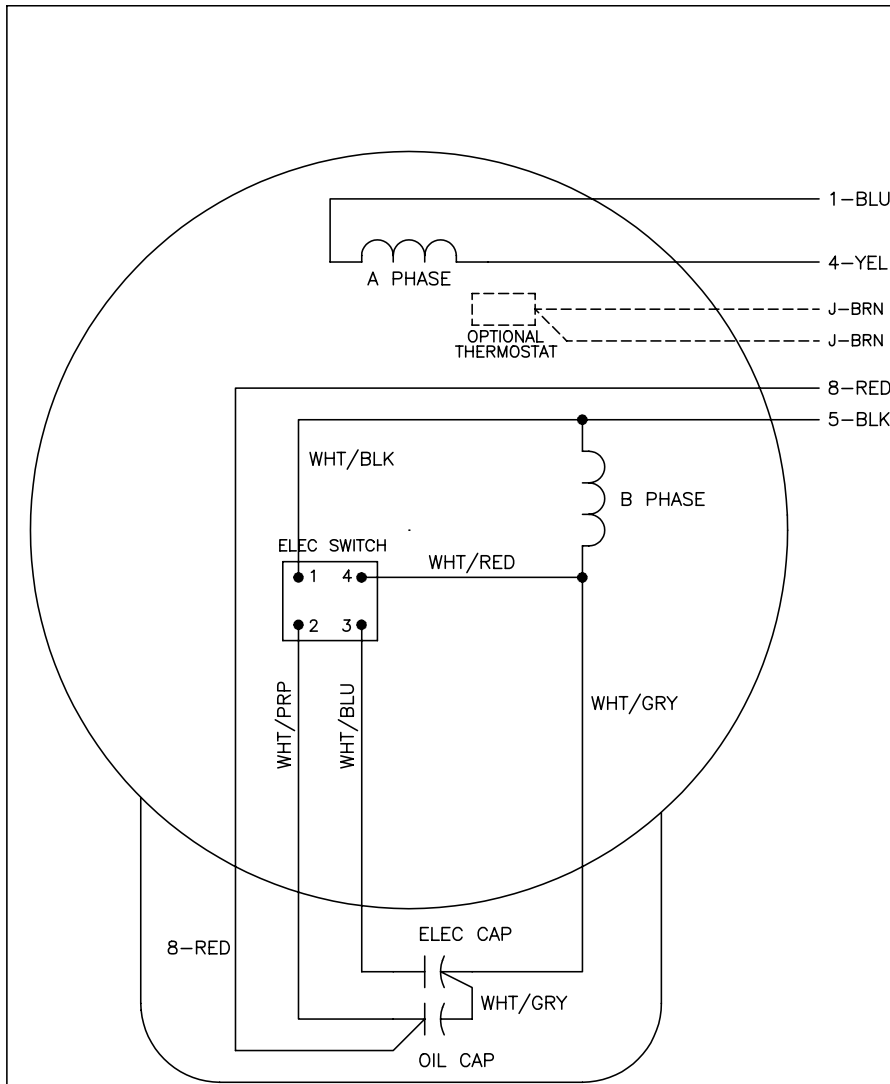 1-BLU
A PHASE
4-YEL
J-BRN
OPTIONAL
THERMOSTAT
J-BRN
8-RED
5-BLK
WHT/BLK
B PHASE
ELEC SWITCH
WHT/RED
1 4
2 3
WHT/PRP
WHT/BLU
WHT/GRY
ELEC CAP
8-RED
WHT/GRY
OIL CAP